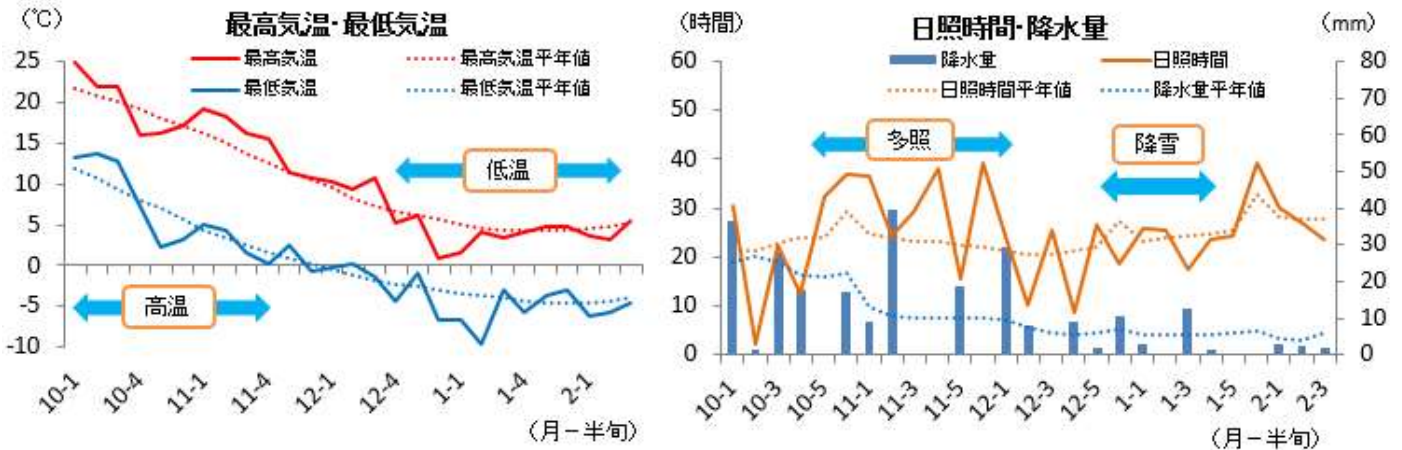 (℃)
最高気温・最低気温
最高気温
最高気温平年値
最低気温
最低気温平年値
25
20
15
10
5
0
-5
-10
低温
高温
10-1
10-4
11-1
11-4
12-1
12-4
1-1
1-4
2-1
(月－半旬)
(時間)
日照時間・降水量
(mm)
降水量
日照時間
日照時間平年値
降水量平年値
60
50
40
30
20
10
0
80
70
60
50
40
30
20
10
0
多照
降雪
10-1
10-3
10-5
11-1
11-3
11-5
12-1
12-3
12-5
1-1
1-3
1-5
2-1
2-3
(月－半旬)